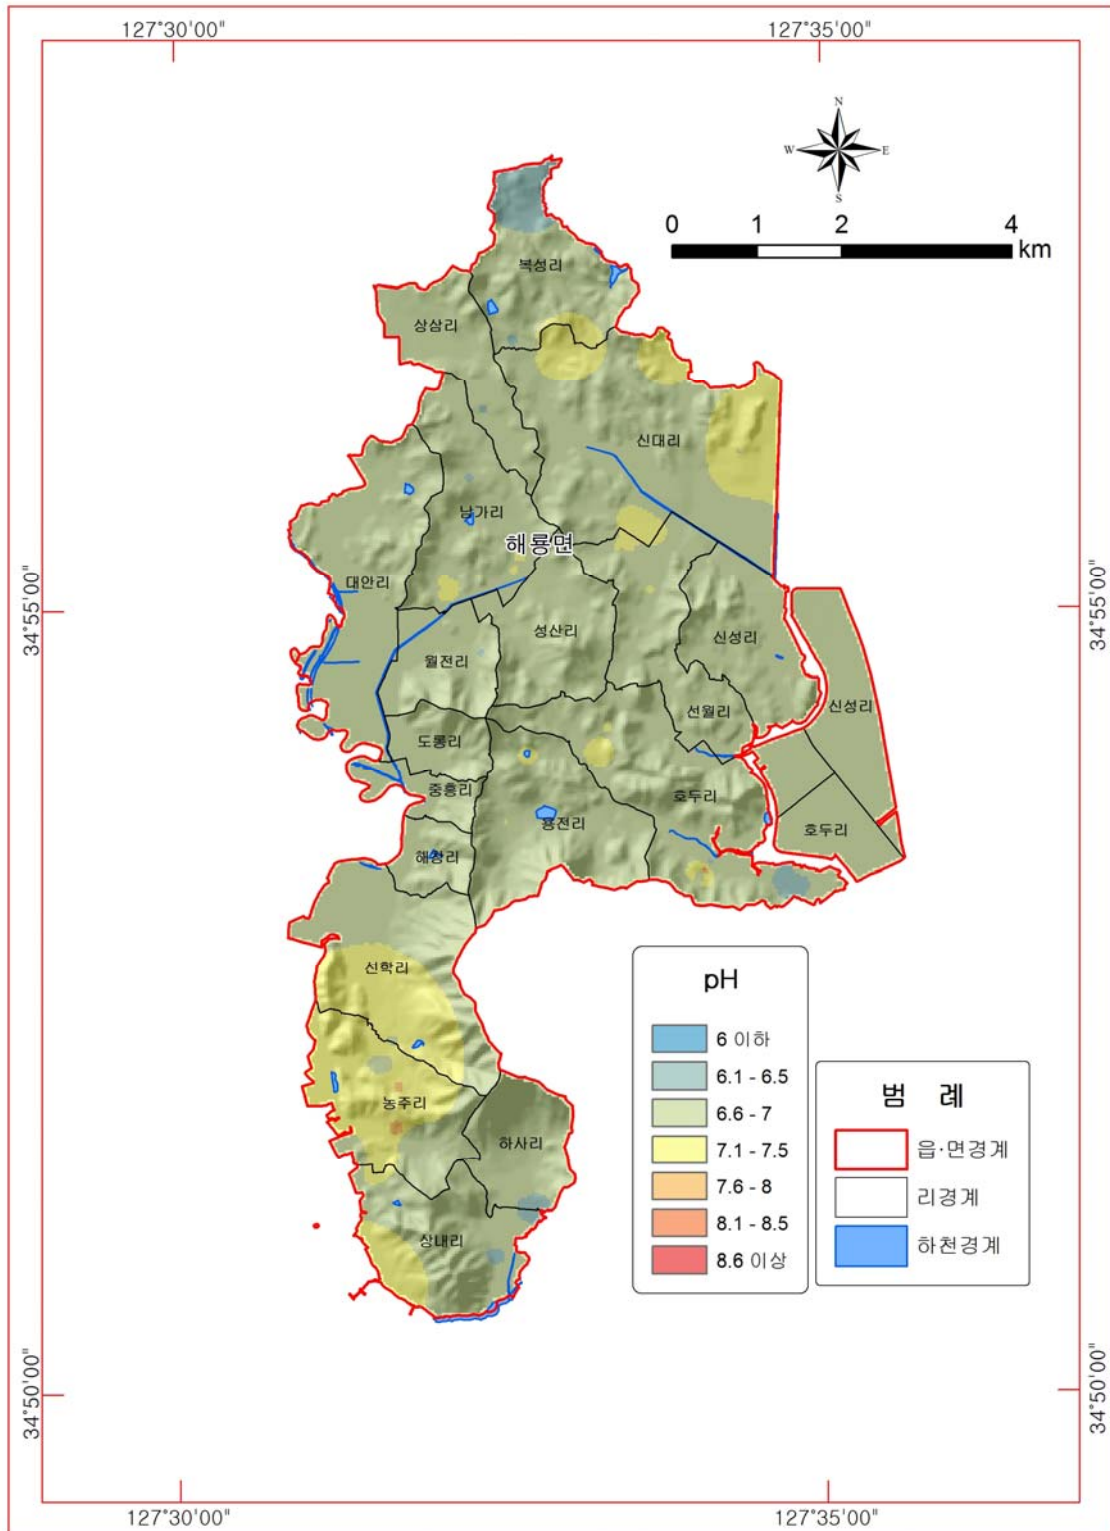 127°30'00" 127°35'00"
N
W E
S
0 1 2 4
km
복성리
상삼리
신대리
남가리
해룡면
대안리
34°55'00" 34°55'00"
성산리
신성리
월전리
선월리
신성리
도롱리
중흥리
호두리
용전리
호두리
해창리
선학리
농주리
하사리
상내리
pH
6 이하
6.1 - 6.5
6.6 - 7
7.1 - 7.5
7.6 - 8
8.1 - 8.5
8.6 이상
범 례
읍·면경계
리경계
하천경계
34°50'00" 34°50'00"
127°30'00" 127°35'00"